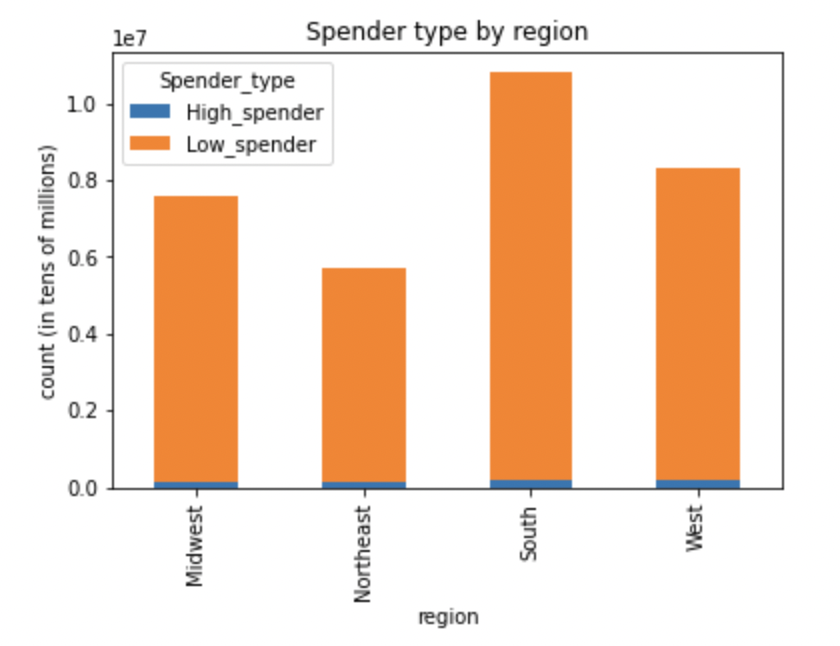 Spender type by region
1e7
Spender_type
High_spender
Low_spender
count (in tens of millions)
1.0
0.8
0.6
0.4
0.2
0.0
Midwest
Northeast
South
West
region